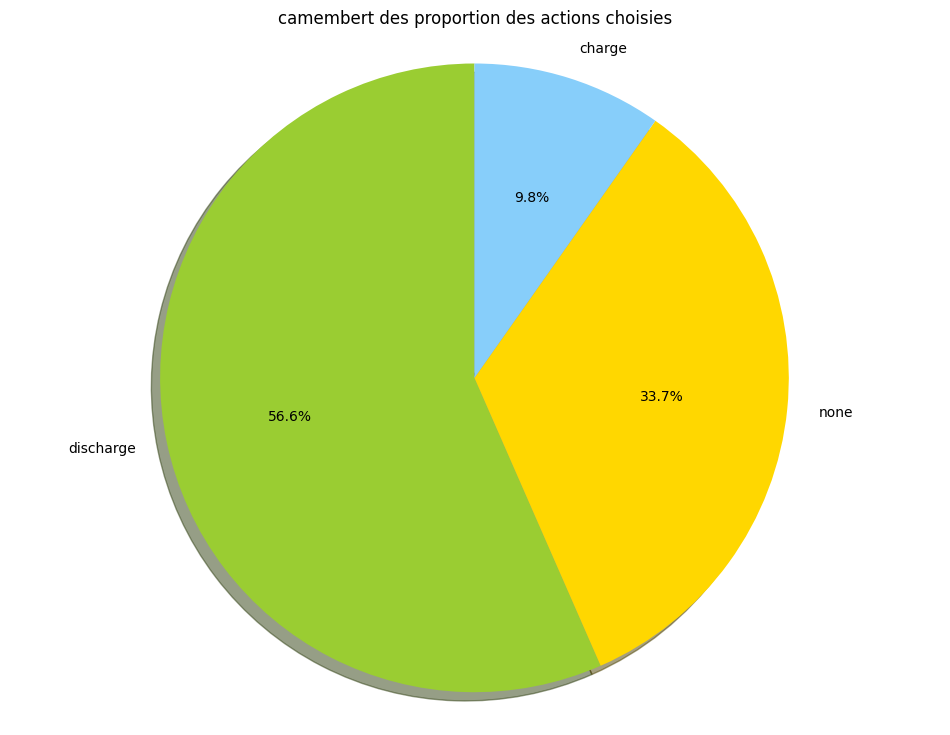 camembert des proportion des actions choisies
charge
9.8%
33.7%
none
56.6%
discharge